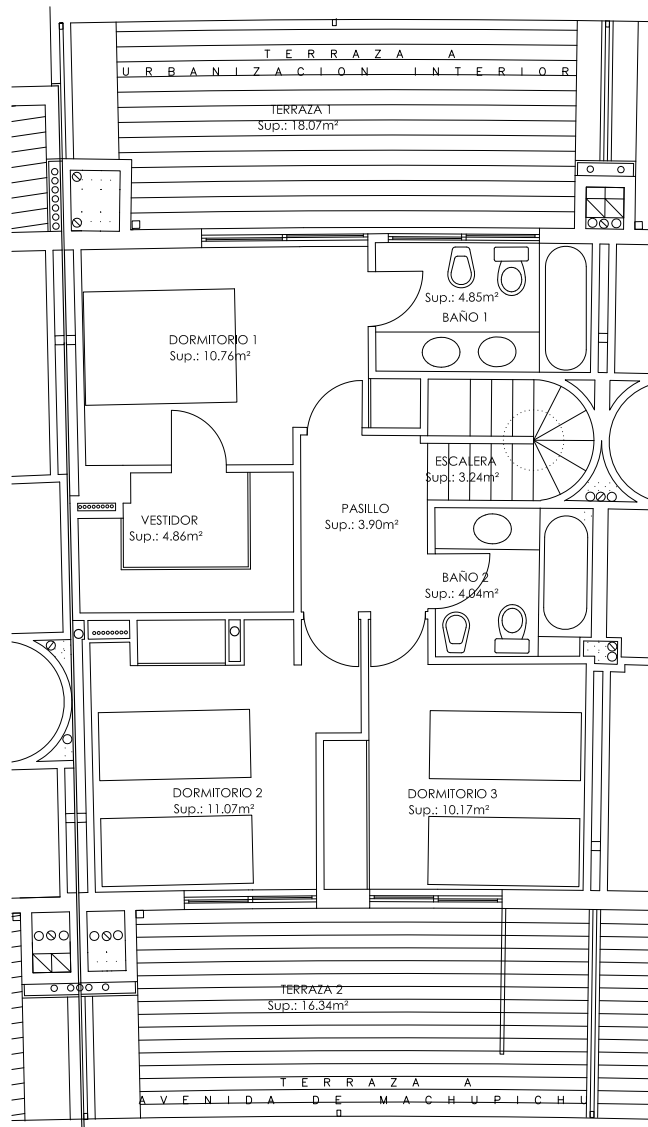 TERRAZA A
URBANIZACION INTERIOR
TERRAZA 1
Sup.: 18.07m²
Sup.: 4.85m²
BAÑO 1
DORMITORIO 1
Sup.: 10.76m²
ESCALERA
Sup.: 3.24m²
VESTIDOR
Sup.: 4.86m²
PASILLO
Sup.: 3.90m²
BAÑO 2
Sup.: 4.04m²
DORMITORIO 2
Sup.: 11.07m²
DORMITORIO 3
Sup.: 10.17m²
TERRAZA 2
Sup.: 16.34m²
TERRAZA A
AVENIDA DE MACHUPICHU